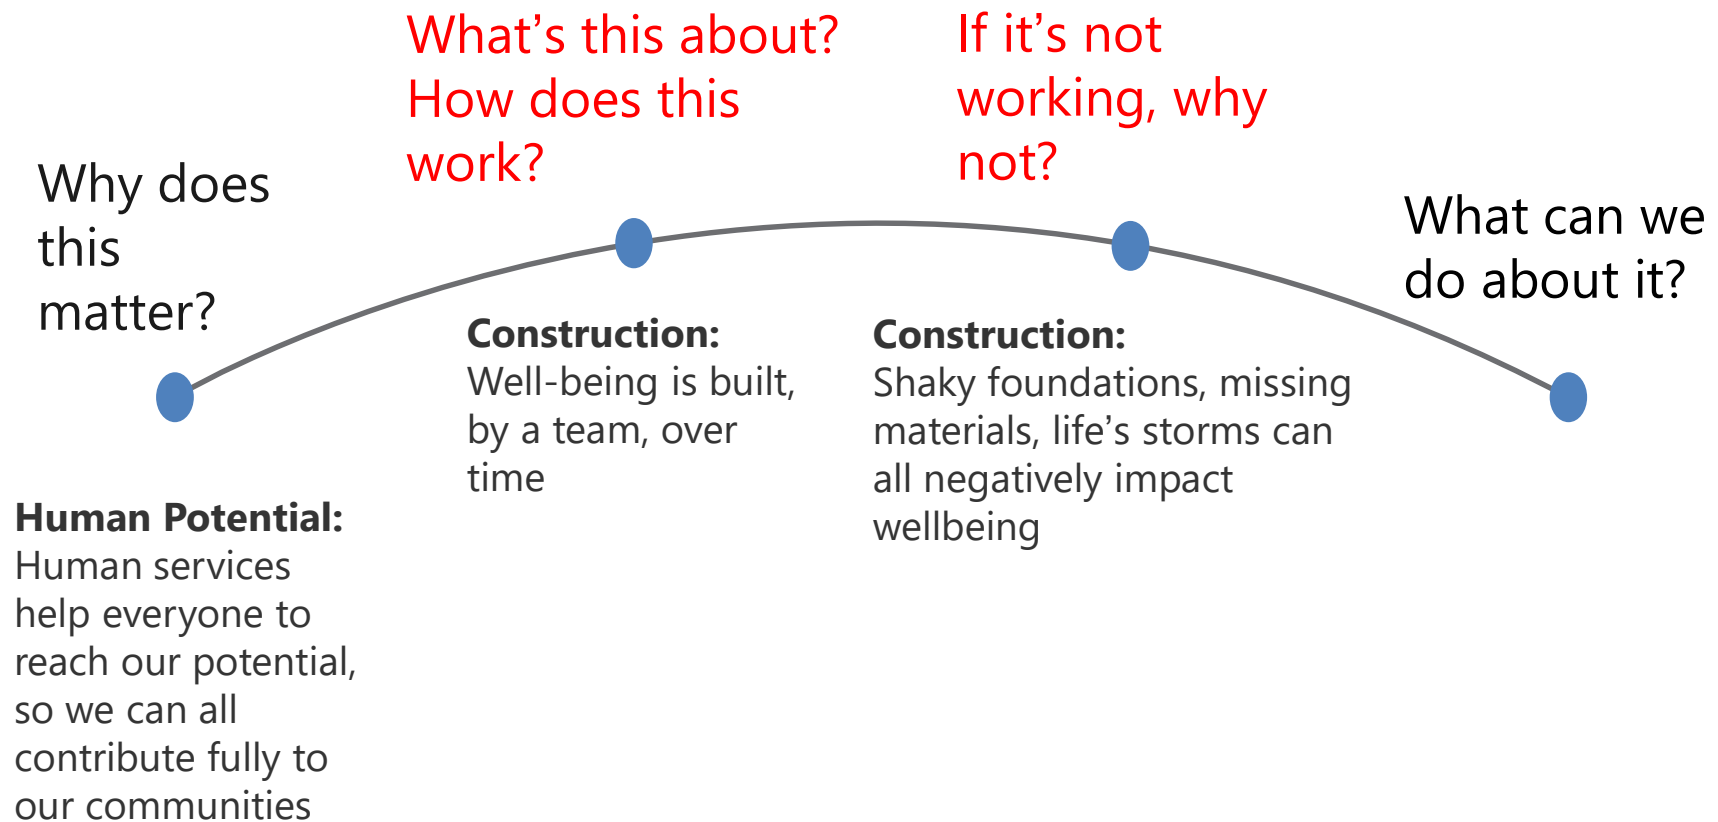 Why does
this
matter?
Human Potential:
Human services
help everyone to
reach our potential,
so we can all
contribute fully to
our communities
What’s this about?
How does this
work?
Construction:
Well-being is built,
by a team, over
time
If it’s not
working, why
not?
Construction:
Shaky foundations, missing
materials, life’s storms can
all negatively impact
wellbeing
What can we
do about it?